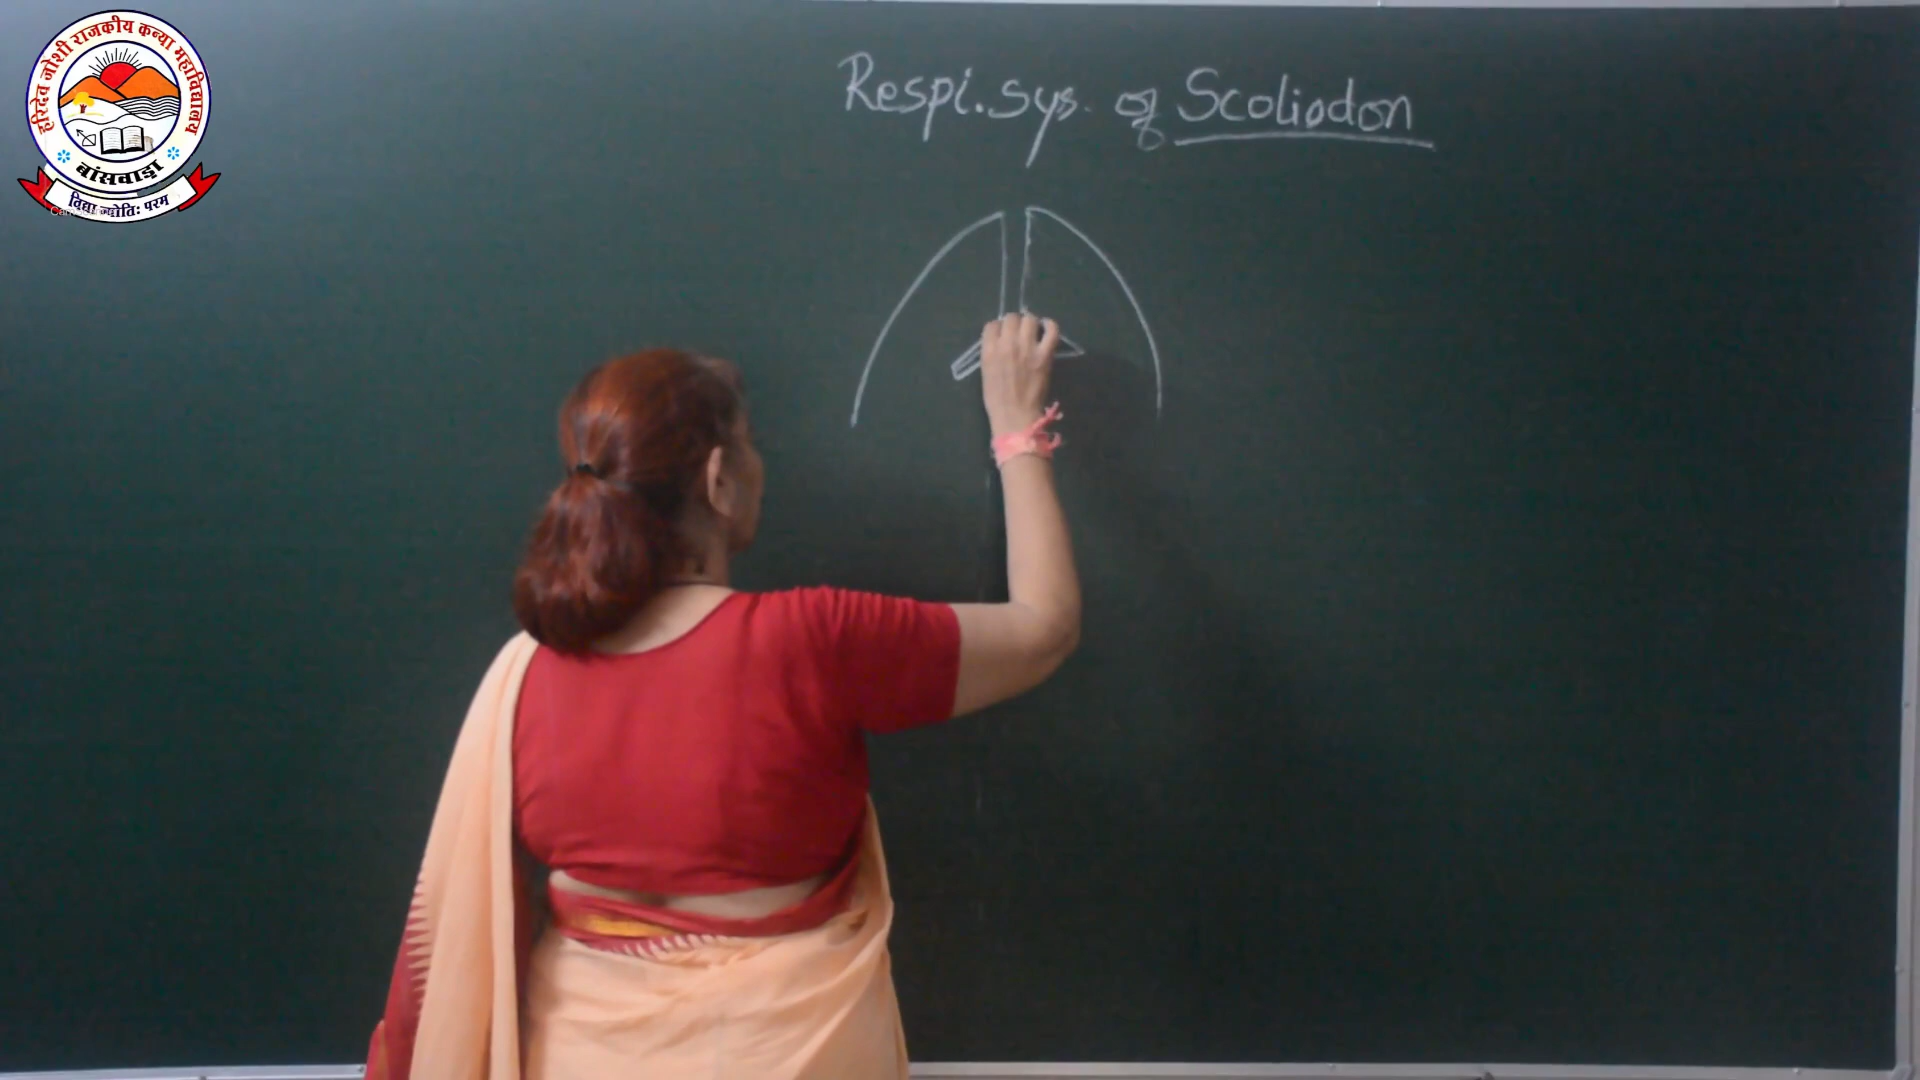 हरिदेव जोशी राजकीय कन्या महाविद्यालय
बांसवाड़ा
विद्या ज्योतिः परम
Respi. Sys. of Scoliodon